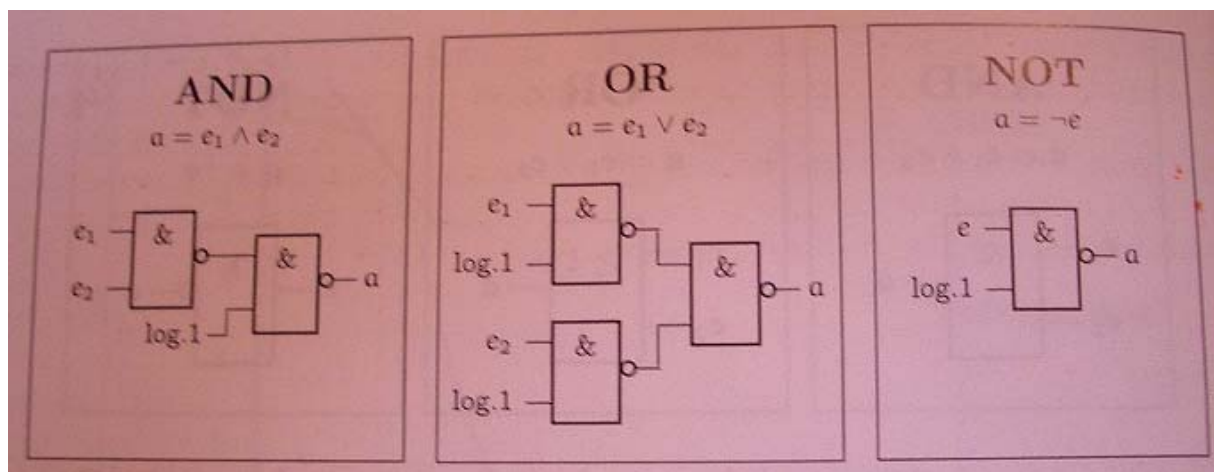 AND
a = e₁ ∧ e₂
e₁
&
e₂
&
a
log.1
OR
a = e₁ ∨ e₂
e₁
&
log.1
&
a
e₂
&
log.1
NOT
a = ¬e
e
&
a
log.1